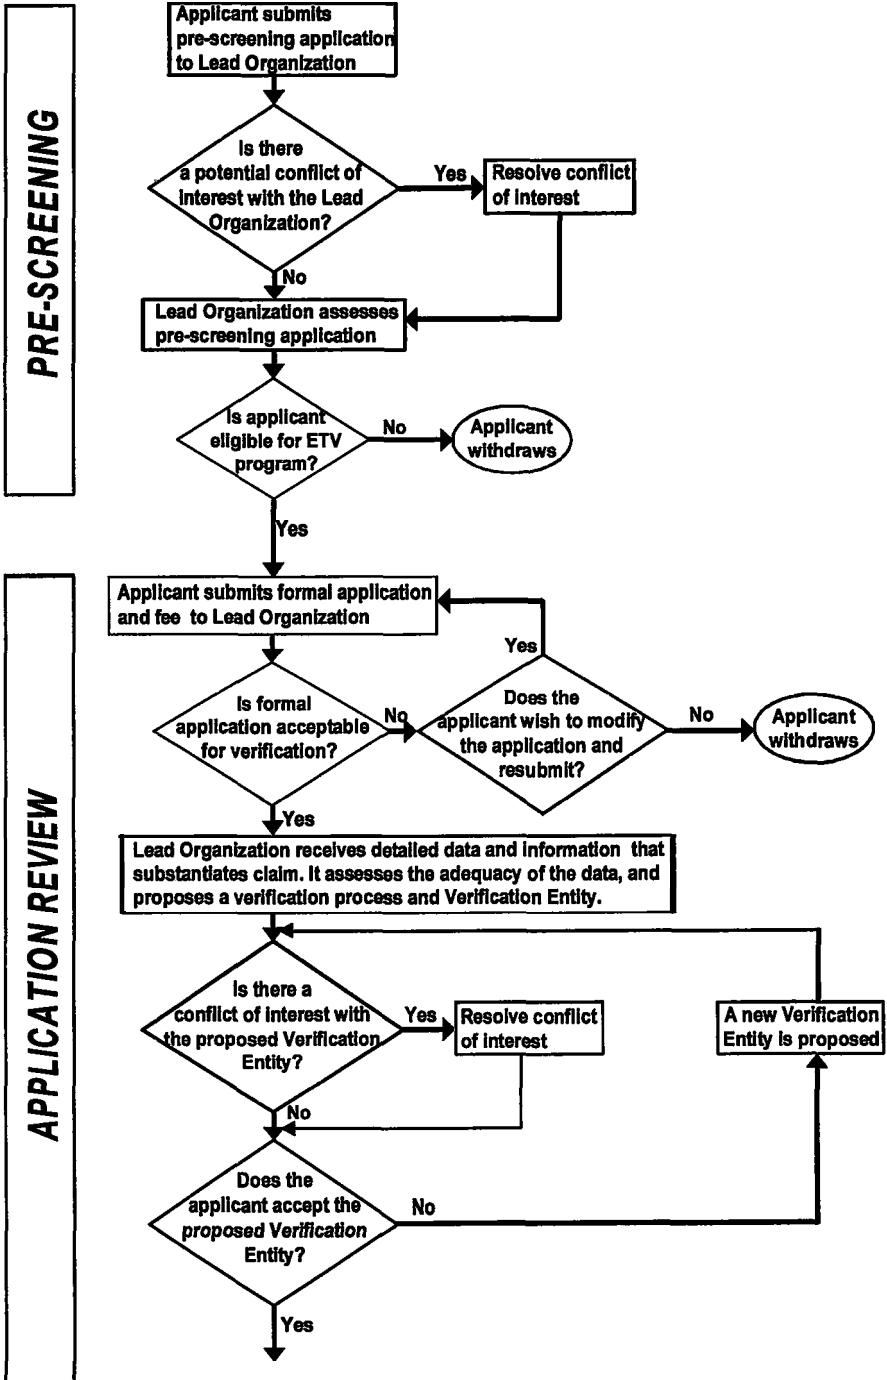 PRE-SCREENING
Applicant submits
pre-screening application
to Lead Organization
Is there
a potential conflict of
interest with the Lead
Organization?
Yes
Resolve conflict
of interest
No
Lead Organization assesses
pre-screening application
Is applicant
eligible for ETV
program?
No
Applicant
withdraws
Yes
APPLICATION REVIEW
Applicant submits formal application
and fee to Lead Organization
Yes
Is formal
application acceptable
for verification?
No
Does the
applicant wish to modify
the application and
resubmit?
No
Applicant
withdraws
Yes
Lead Organization receives detailed data and information that
substantiates claim. It assesses the adequacy of the data, and
proposes a verification process and Verification Entity.
Is there a
conflict of interest with
the proposed Verification
Entity?
Yes
Resolve conflict
of interest
A new Verification
Entity is proposed
No
Does the
applicant accept the
proposed Verification
Entity?
No
Yes